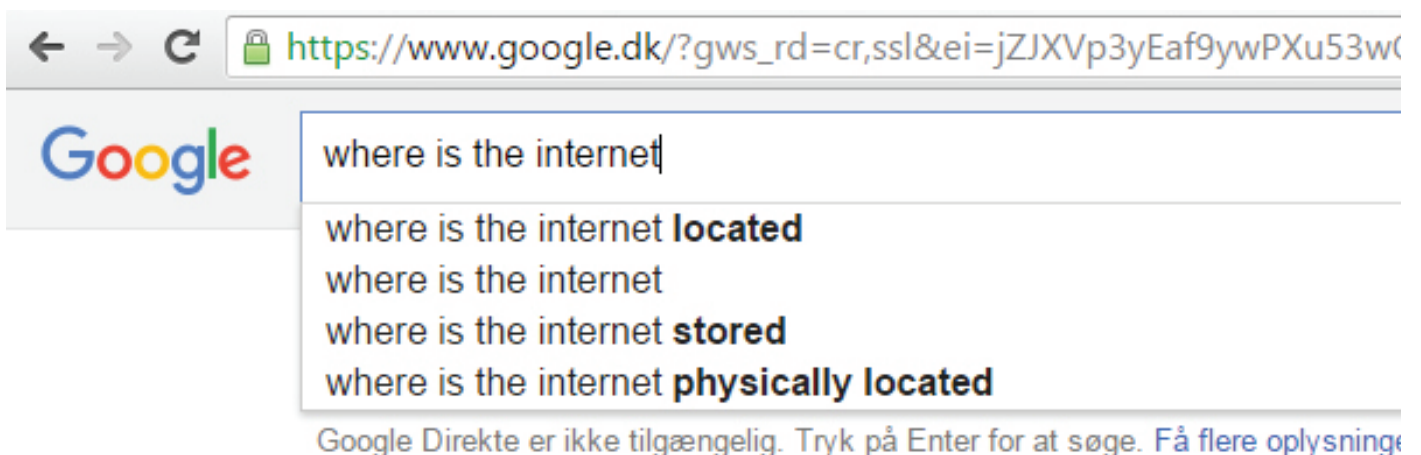 https://www.google.dk/?gws_rd=cr,ssl&ei=jZJXVp3yEaf9ywPXu53w
Google where is the internet
where is the internet located
where is the internet
where is the internet stored
where is the internet physically located
Google Direkte er ikke tilgængelig. Tryk på Enter for at søge. Få flere oplysninge